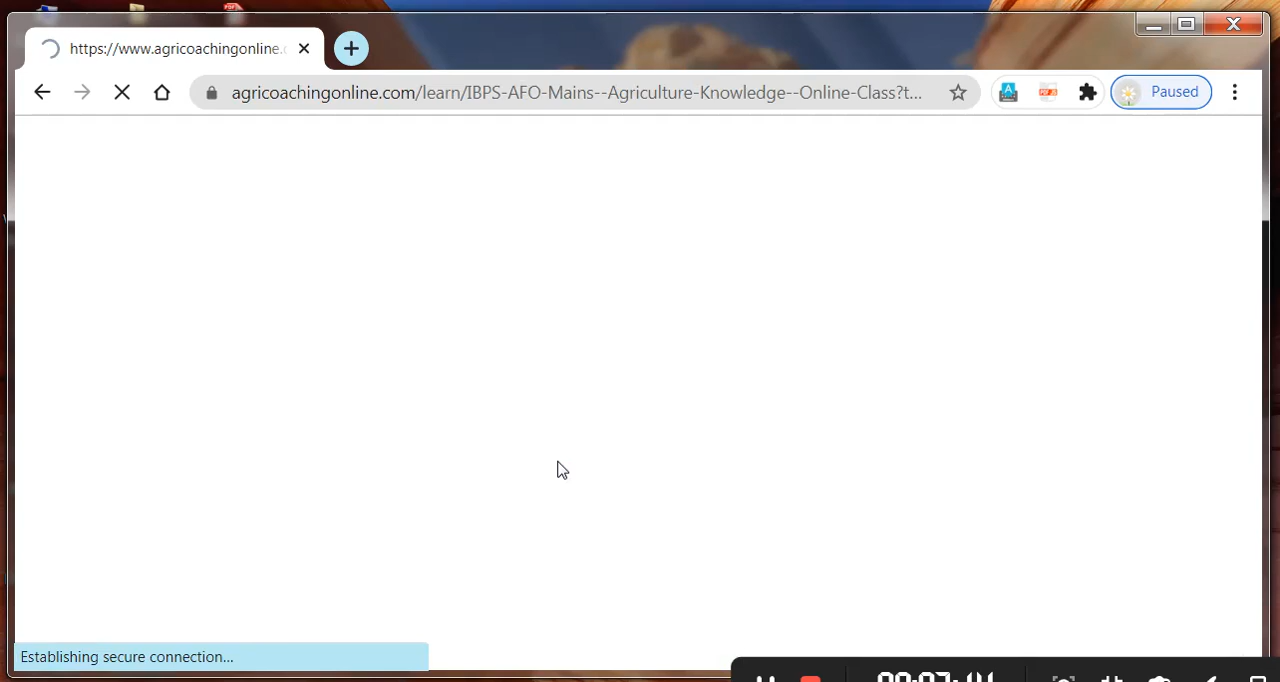 https://www.agricoachingonline.
agricoachingonline.com/learn/IBPS-AFO-Mains--Agriculture-Knowledge--Online-Class?t...
Paused
Establishing secure connection...